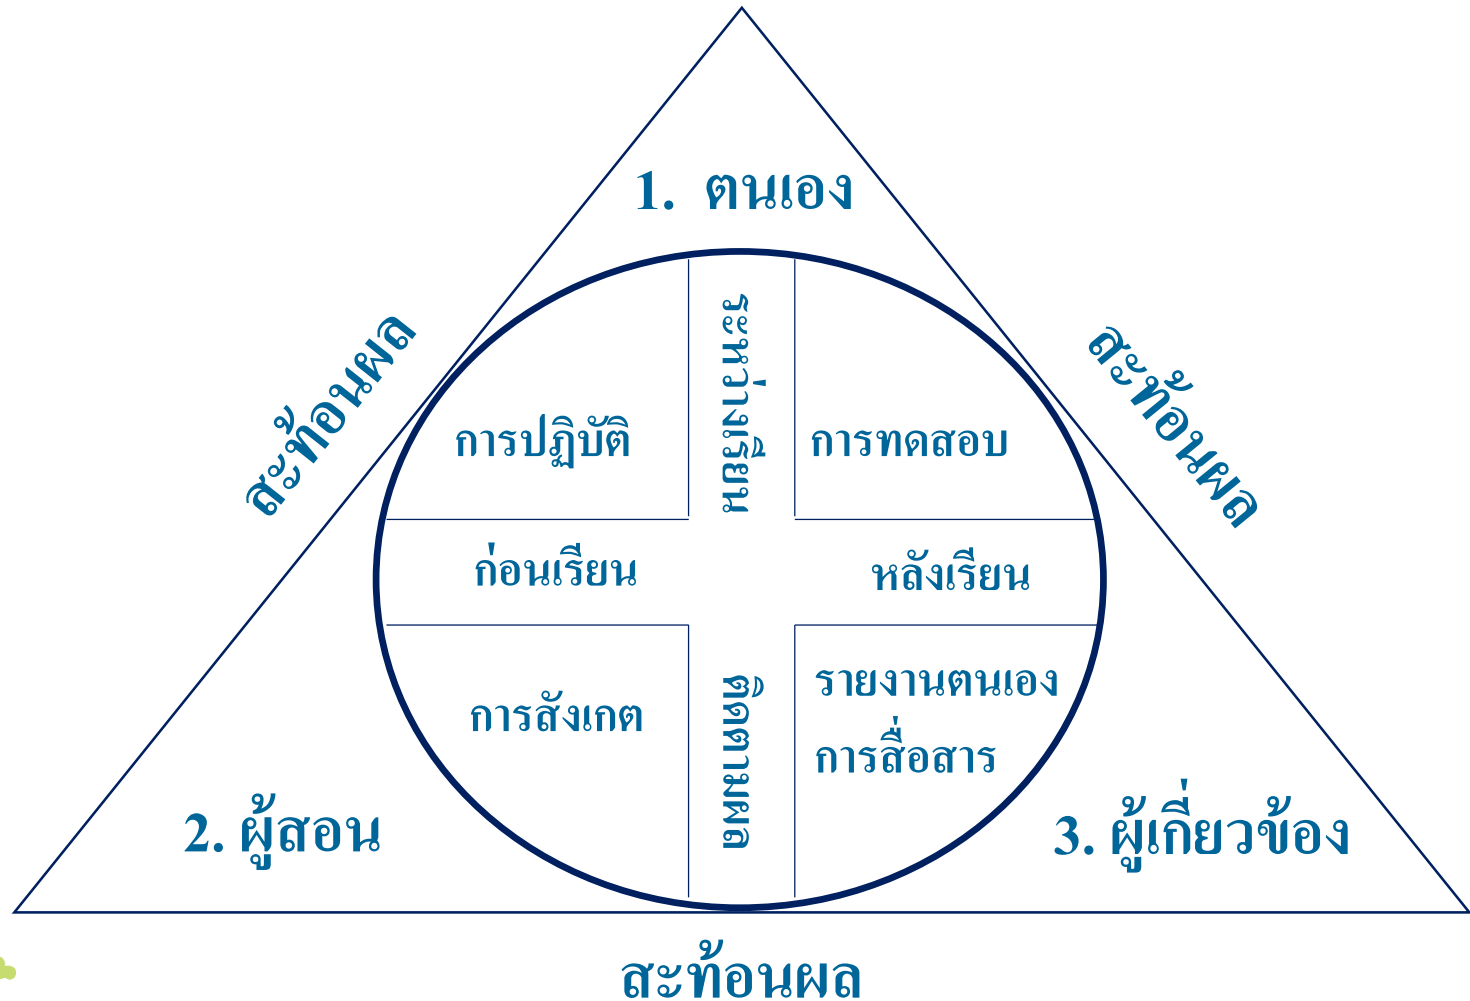 1. ตนเอง
สะท้อนผล
สะท้อนผล
ระหว่างเรียน
การปฏิบัติ
การทดสอบ
ก่อนเรียน
หลังเรียน
การสังเกต
ติดตามผล
รายงานตนเอง
การสื่อสาร
2. ผู้สอน
3. ผู้เกี่ยวข้อง
สะท้อนผล